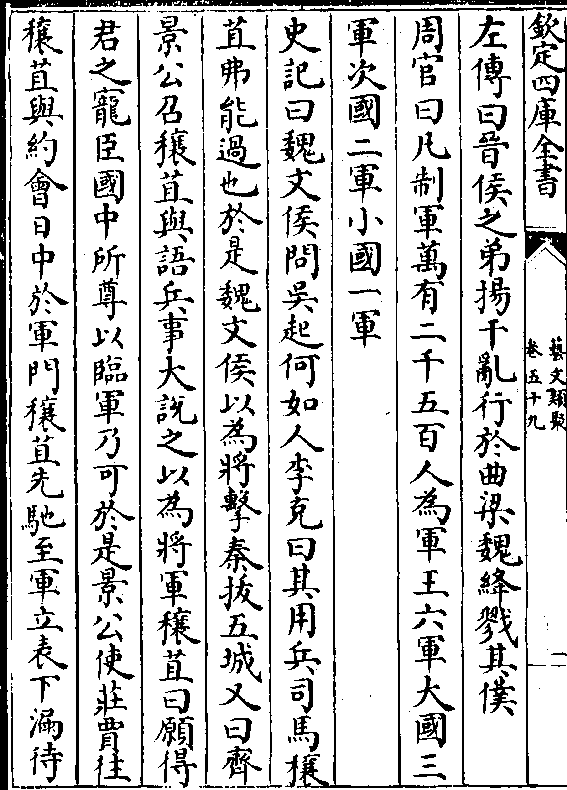 欽定四庫全書
藝文類聚
卷五十九
左傳曰晉侯之弟揚干亂行於曲梁魏絳戮其僕
周官曰凡制軍萬有二千五百人為軍王六軍大國三
軍次國二軍小國一軍
史記曰魏文侯問吳起何如人李克曰其用兵司馬穰
苴弗能過也於是魏文侯以為將擊秦拔五城又曰齊
景公召穰苴與語兵事大說之以為將軍穰苴曰願得
君之寵臣國中所尊以臨軍乃可於是景公使莊賈往
穰苴與約會日中於軍門穰苴先馳至軍立表下漏待